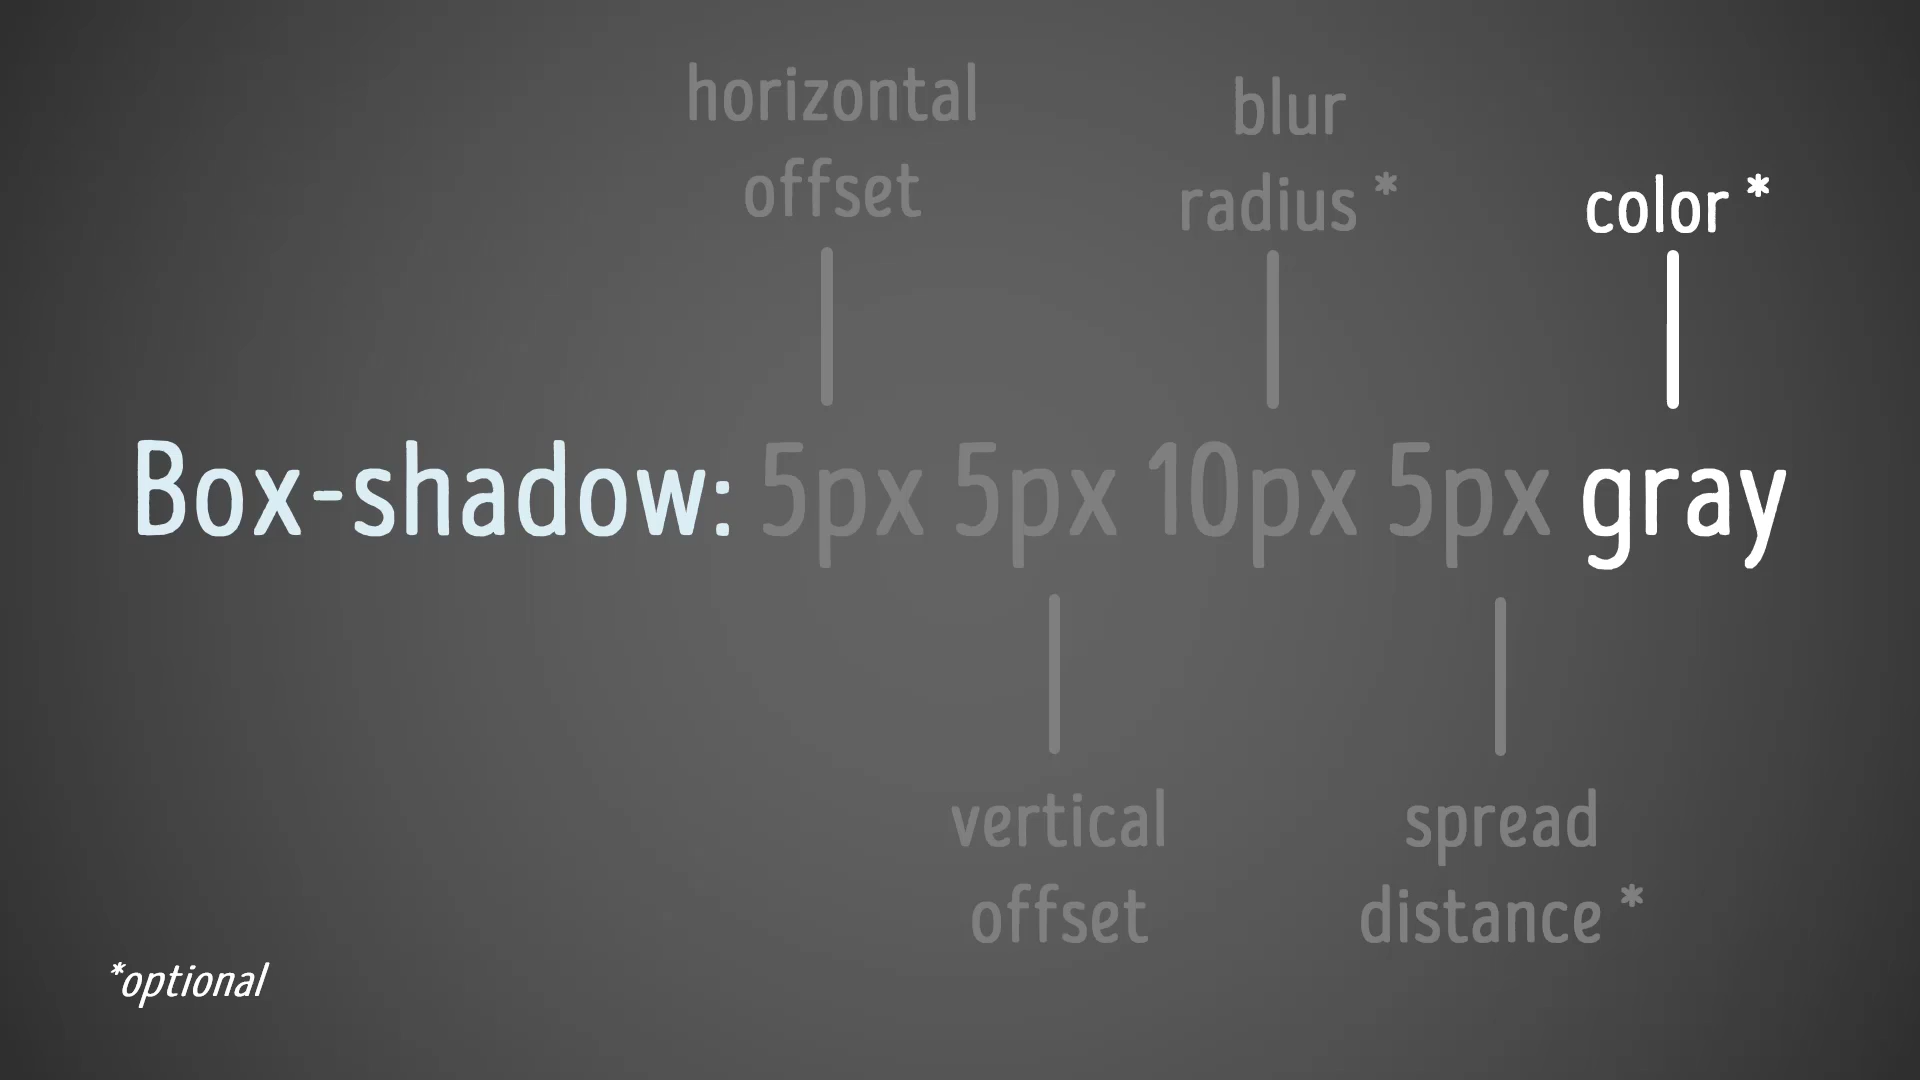 horizontal
offset
blur
radius *
color *
Box-shadow: 5px 5px 10px 5px gray
vertical
offset
spread
distance *
*optional